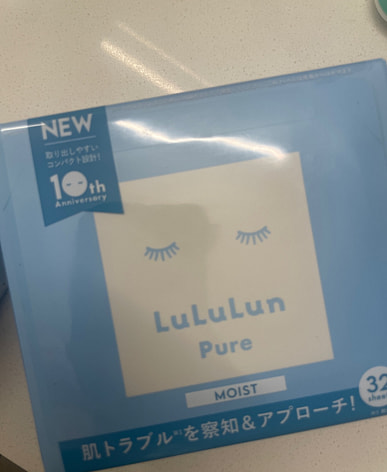 NEW
取り出しやすい
コンパクト設計!
10th
Anniversary
LuLuLun
Pure
MOIST
32
sheets
肌トラブル※を察知&アプローチ!